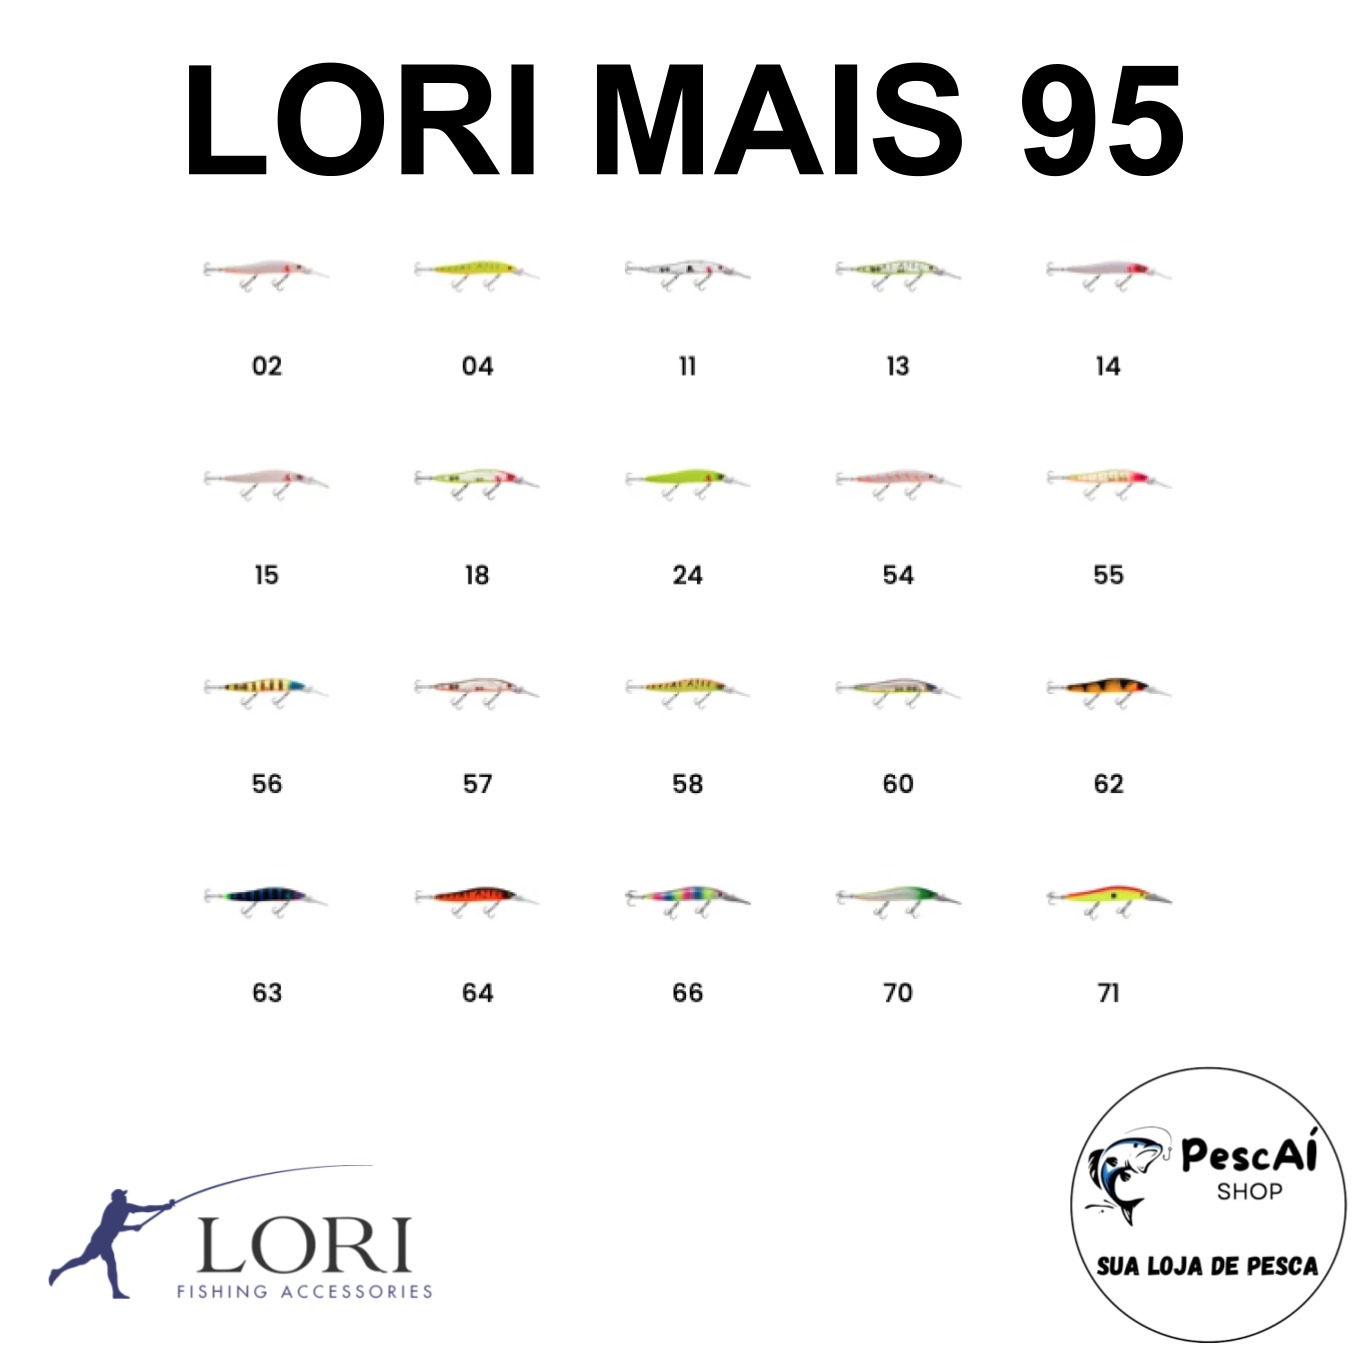 LORI MAIS 95
02 04 11 13 14
15 18 24 54 55
56 57 58 60 62
63 64 66 70 71
LORI
FISHING ACCESSORIES
PescAÍ
SHOP
SUA LOJA DE PESCA